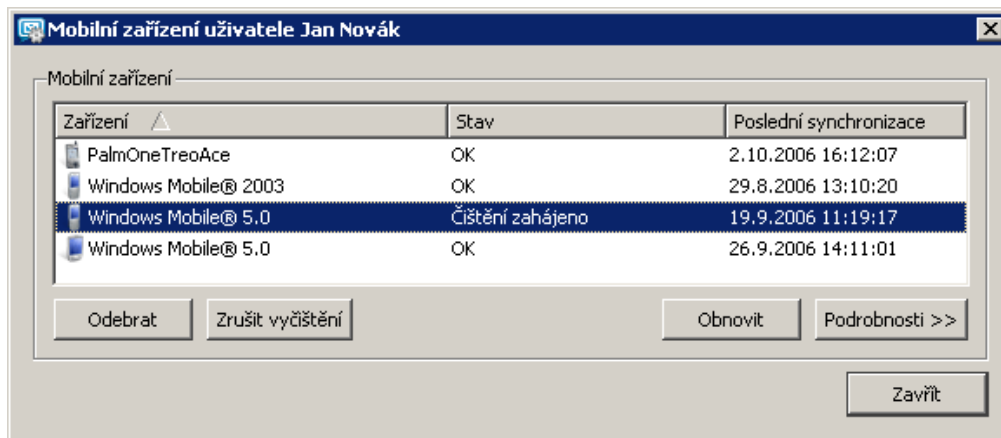 Mobilní zařízení uživatele Jan Novák
Mobilní zařízení
Zařízení Stav Poslední synchronizace
PalmOneTreoAce OK 2.10.2006 16:12:07
Windows Mobile® 2003 OK 29.8.2006 13:10:20
Windows Mobile® 5.0 Čištění zahájeno 19.9.2006 11:19:17
Windows Mobile® 5.0 OK 26.9.2006 14:11:01
Odebrat Zrušit vyčištění Obnovit Podrobnosti >>
Zavřít